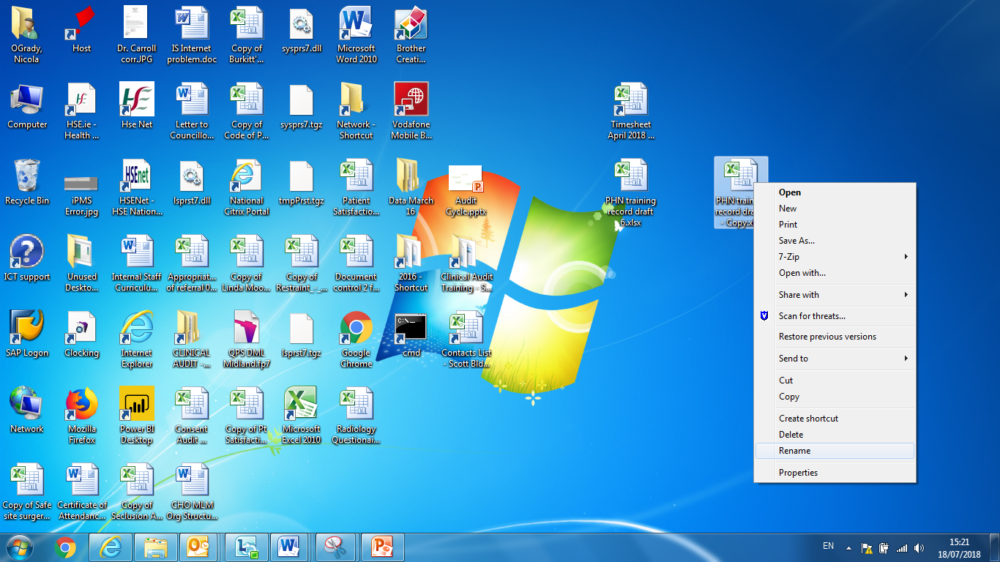 OGrady,
Nicola
Host
Dr. Carroll
corr.JPG
IS Internet
problem.doc
Copy of
Burkitt'...
sysprs7.dll
Microsoft
Word 2010
Brother
Creati...
Computer
HSE.ie -
Health ...
Hse Net
Letter to
Councillo...
Copy of
Code of P...
sysprs7.tgz
Network -
Shortcut
Vodafone
Mobile B...
Timesheet
April 2018 ...
Recycle Bin
iPMS
Error.jpg
HSEnet
HSENet -
HSE Nation...
lsprst7.dll
National
Citrix Portal
tmpPrst.tgz
Patient
Satisfactio...
Data March
16
Audit
Cycle.pptx
PHN training
record draft
6.xlsx
PHN train
record dra
- Copy.x
ICT support
Unused
Deskto...
Internal Staff
Curriculu...
Appropriat...
of referral 0...
Copy of
Linda Moo...
Copy of
Restraint_-_...
Document
control 2 f...
2016 -
Shortcut
Clinical Audit
Training - S...
SAP Logon
Clocking
Internet
Explorer
CLINICAL
AUDIT -...
QPS DML
Midland.fp7
lsprst7.tgz
Google
Chrome
C:\_
cmd
Contacts List
- Scott Bld...
Network
Mozilla
Firefox
Power BI
Desktop
Consent
Audit ...
Copy of Pt
Satisfacti...
Microsoft
Excel 2010
Radiology
Questionai...
Copy of Safe
site surger...
Certificate of
Attendanc...
Copy of
Seclusion A...
CHO MLM
Org Structu...
Open
New
Print
Save As...
7-Zip
Open with...
Share with
Scan for threats...
Restore previous versions
Send to
Cut
Copy
Create shortcut
Delete
Rename
Properties
EN
15:21
18/07/2018